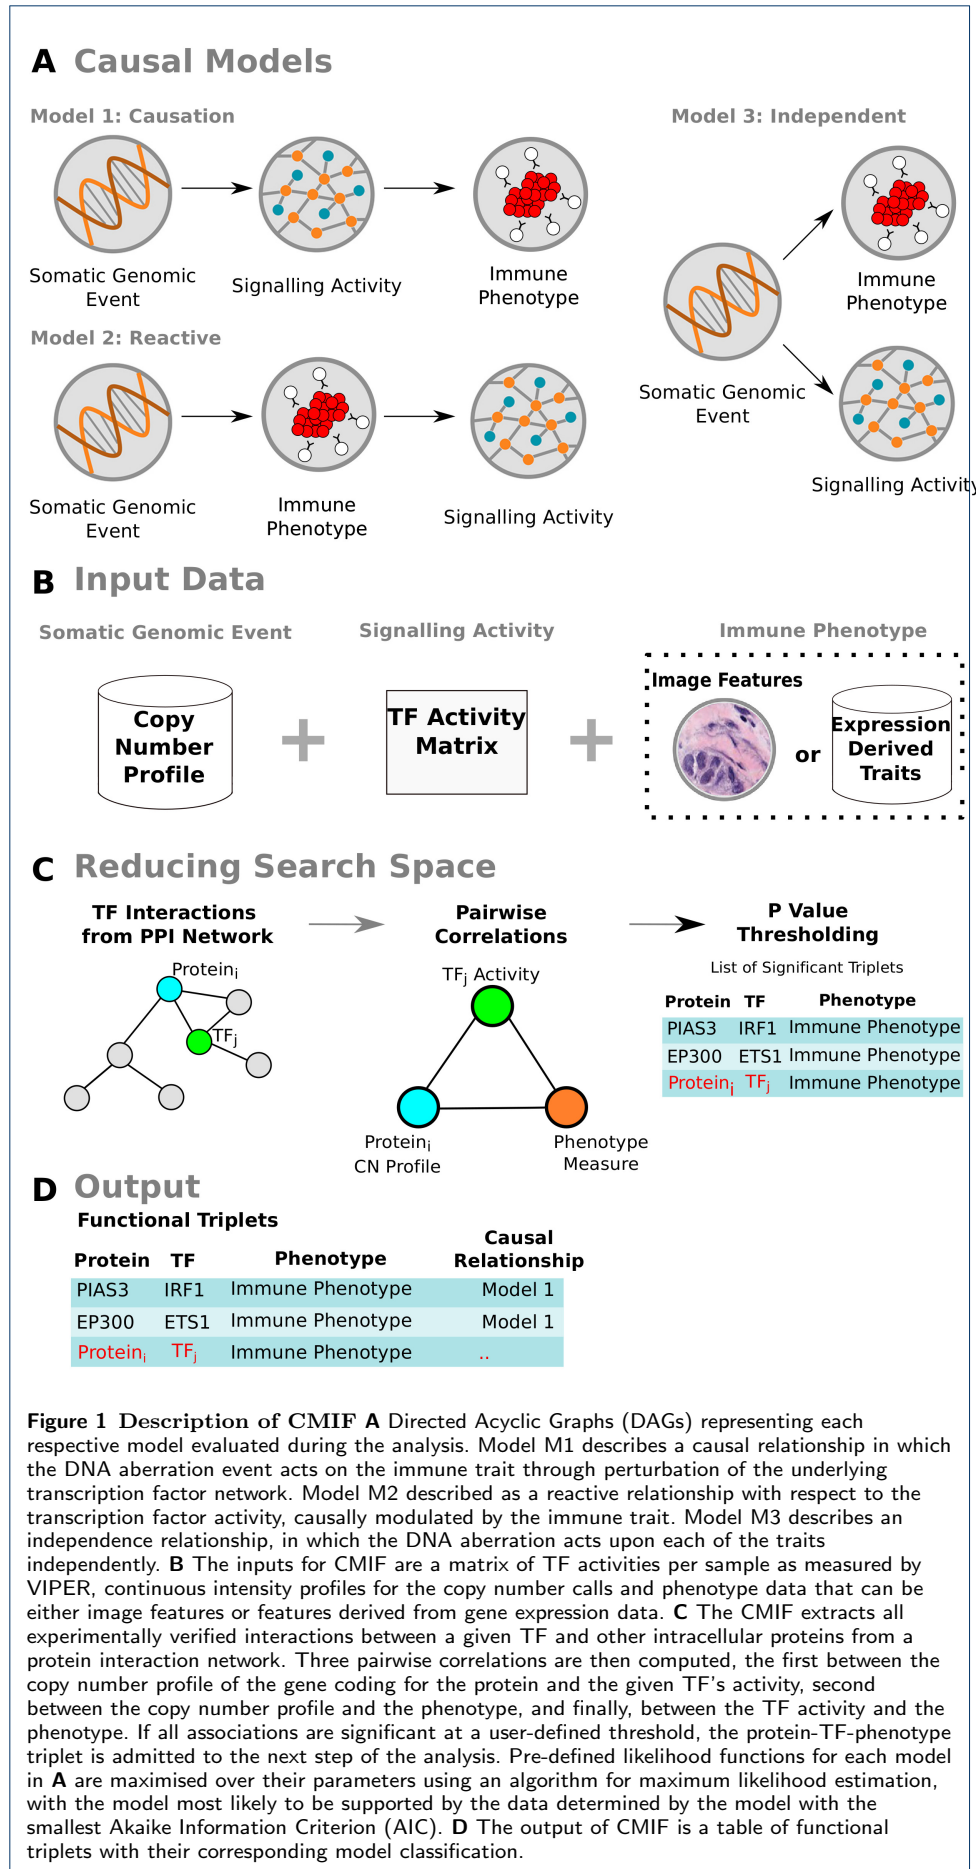 A Causal Models
Model 1: Causation
Somatic Genomic
Event
Signalling Activity
Immune
Phenotype
Model 2: Reactive
Somatic Genomic
Event
Immune
Phenotype
Signalling Activity
Model 3: Independent
Somatic Genomic
Event
Immune
Phenotype
Signalling Activity
B Input Data
Somatic Genomic Event
Signalling Activity
Immune Phenotype
Copy
Number
Profile
+
TF Activity
Matrix
+
Image Features
or
Expression
Derived
Traits
C Reducing Search Space
TF Interactions
from PPI Network
Protein_i
TF_j
Pairwise
Correlations
TF_j Activity
Protein_i
CN Profile
Phenotype
Measure
P Value
Thresholding
List of Significant Triplets
Protein TF Phenotype
PIAS3 IRF1 Immune Phenotype
EP300 ETS1 Immune Phenotype
Protein_i TF_j Immune Phenotype
D Output
Functional Triplets
Protein TF Phenotype Causal Relationship
PIAS3 IRF1 Immune Phenotype Model 1
EP300 ETS1 Immune Phenotype Model 1
Protein_i TF_j Immune Phenotype ..
Figure 1 Description of CMIF A Directed Acyclic Graphs (DAGs) representing each
respective model evaluated during the analysis. Model M1 describes a causal relationship in which
the DNA aberration event acts on the immune trait through perturbation of the underlying
transcription factor network. Model M2 described as a reactive relationship with respect to the
transcription factor activity, causally modulated by the immune trait. Model M3 describes an
independence relationship, in which the DNA aberration acts upon each of the traits
independently. B The inputs for CMIF are a matrix of TF activities per sample as measured by
VIPER, continuous intensity profiles for the copy number calls and phenotype data that can be
either image features or features derived from gene expression data. C The CMIF extracts all
experimentally verified interactions between a given TF and other intracellular proteins from a
protein interaction network. Three pairwise correlations are then computed, the first between the
copy number profile of the gene coding for the protein and the given TF's activity, second
between the copy number profile and the phenotype, and finally, between the TF activity and the
phenotype. If all associations are significant at a user-defined threshold, the protein-TF-phenotype
triplet is admitted to the next step of the analysis. Pre-defined likelihood functions for each model
in A are maximised over their parameters using an algorithm for maximum likelihood estimation,
with the model most likely to be supported by the data determined by the model with the
smallest Akaike Information Criterion (AIC). D The output of CMIF is a table of functional
triplets with their corresponding model classification.